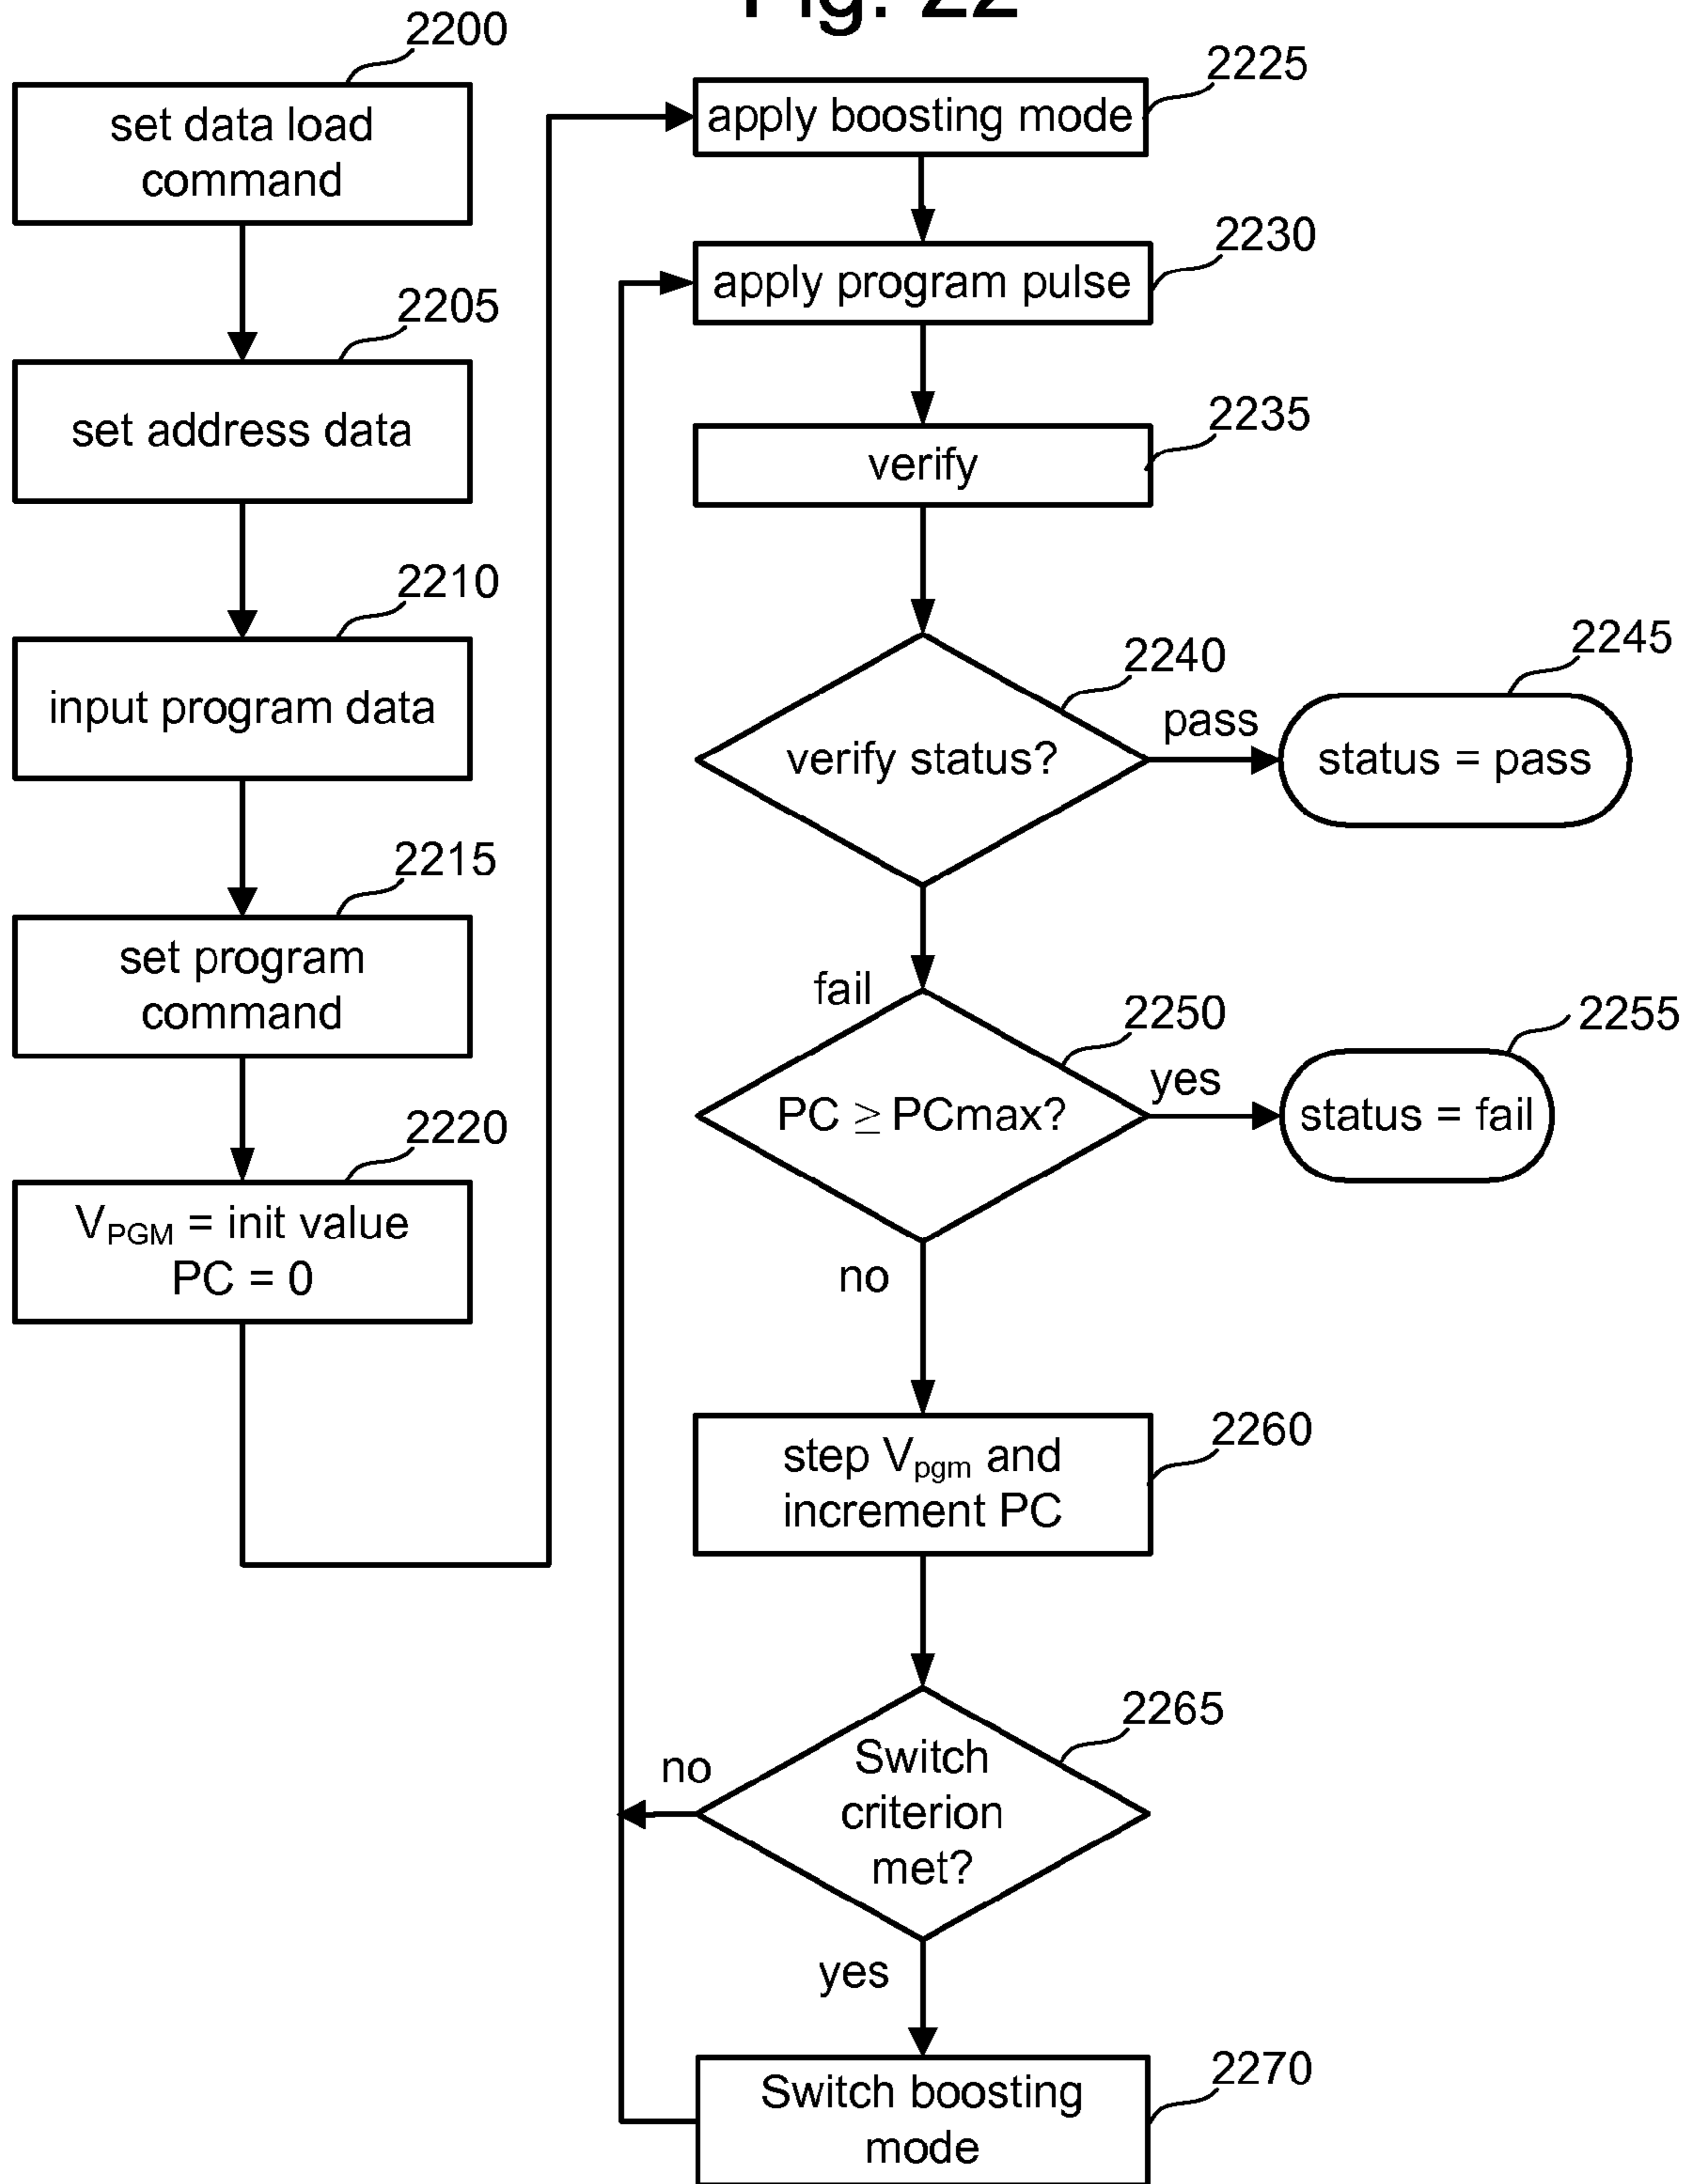 Fig. 22
2200
set data load
command
2205
set address data
2210
input program data
2215
set program
command
2220
VPGM = init value
PC = 0
2225
apply boosting mode
2230
apply program pulse
2235
verify
2240
verify status?
pass
2245
status = pass
fail
2250
PC ≧ PCmax?
yes
2255
status = fail
no
2260
step Vpgm and
increment PC
2265
Switch
criterion
met?
no
yes
2270
Switch boosting
mode